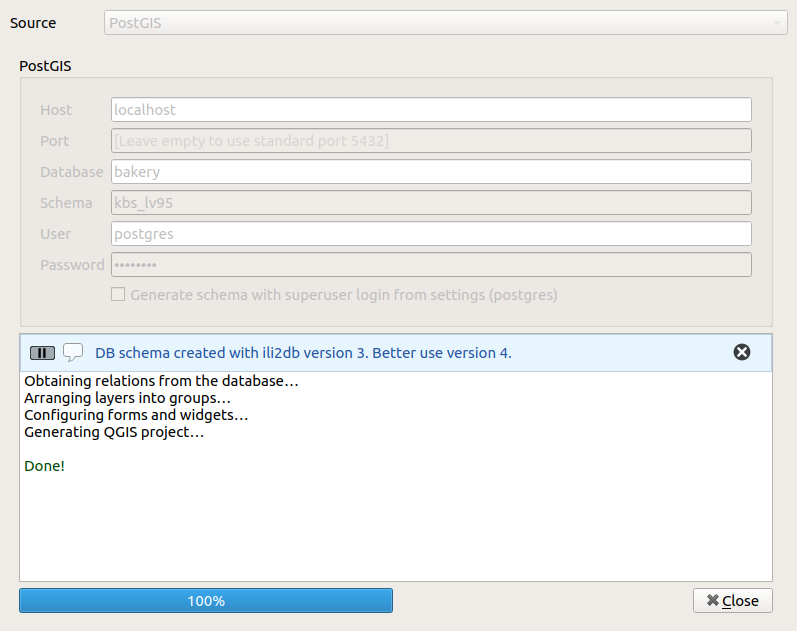 Source PostGIS
PostGIS
Host localhost
Port [Leave empty to use standard port 5432]
Database bakery
Schema kbs_lv95
User postgres
Password ••••••••
Generate schema with superuser login from settings (postgres)
DB schema created with ili2db version 3. Better use version 4.
Obtaining relations from the database…
Arranging layers into groups…
Configuring forms and widgets…
Generating QGIS project…
Done!
100% Close